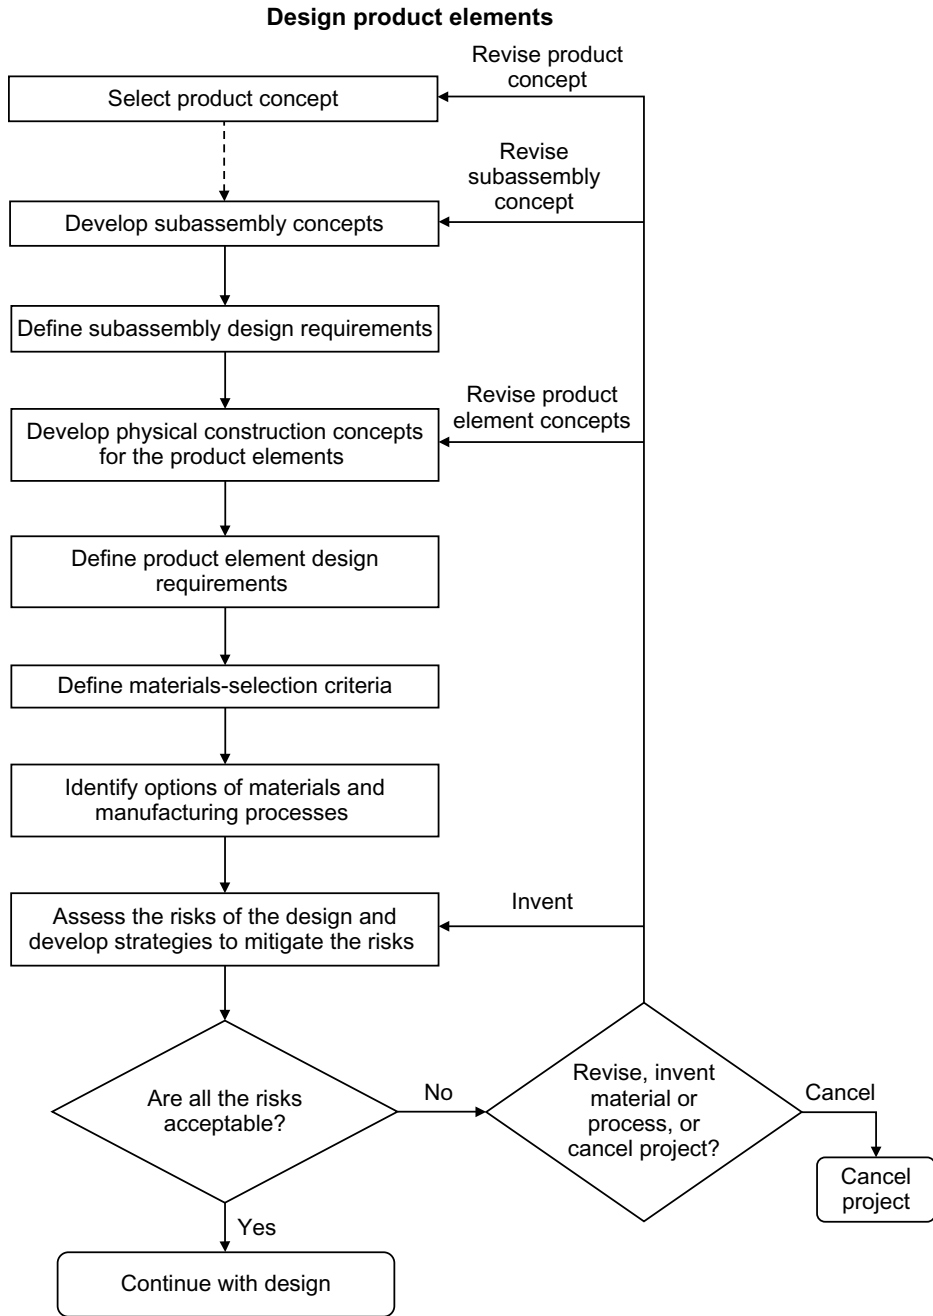 Design product elements
Revise product
concept
Select product concept
Revise
subassembly
concept
Develop subassembly concepts
Define subassembly design requirements
Revise product
element concepts
Develop physical construction concepts
for the product elements
Define product element design
requirements
Define materials-selection criteria
Identify options of materials and
manufacturing processes
Invent
Assess the risks of the design and
develop strategies to mitigate the risks
Are all the risks
acceptable?
No
Revise, invent
material or
process, or
cancel project?
Cancel
Cancel
project
Yes
Continue with design